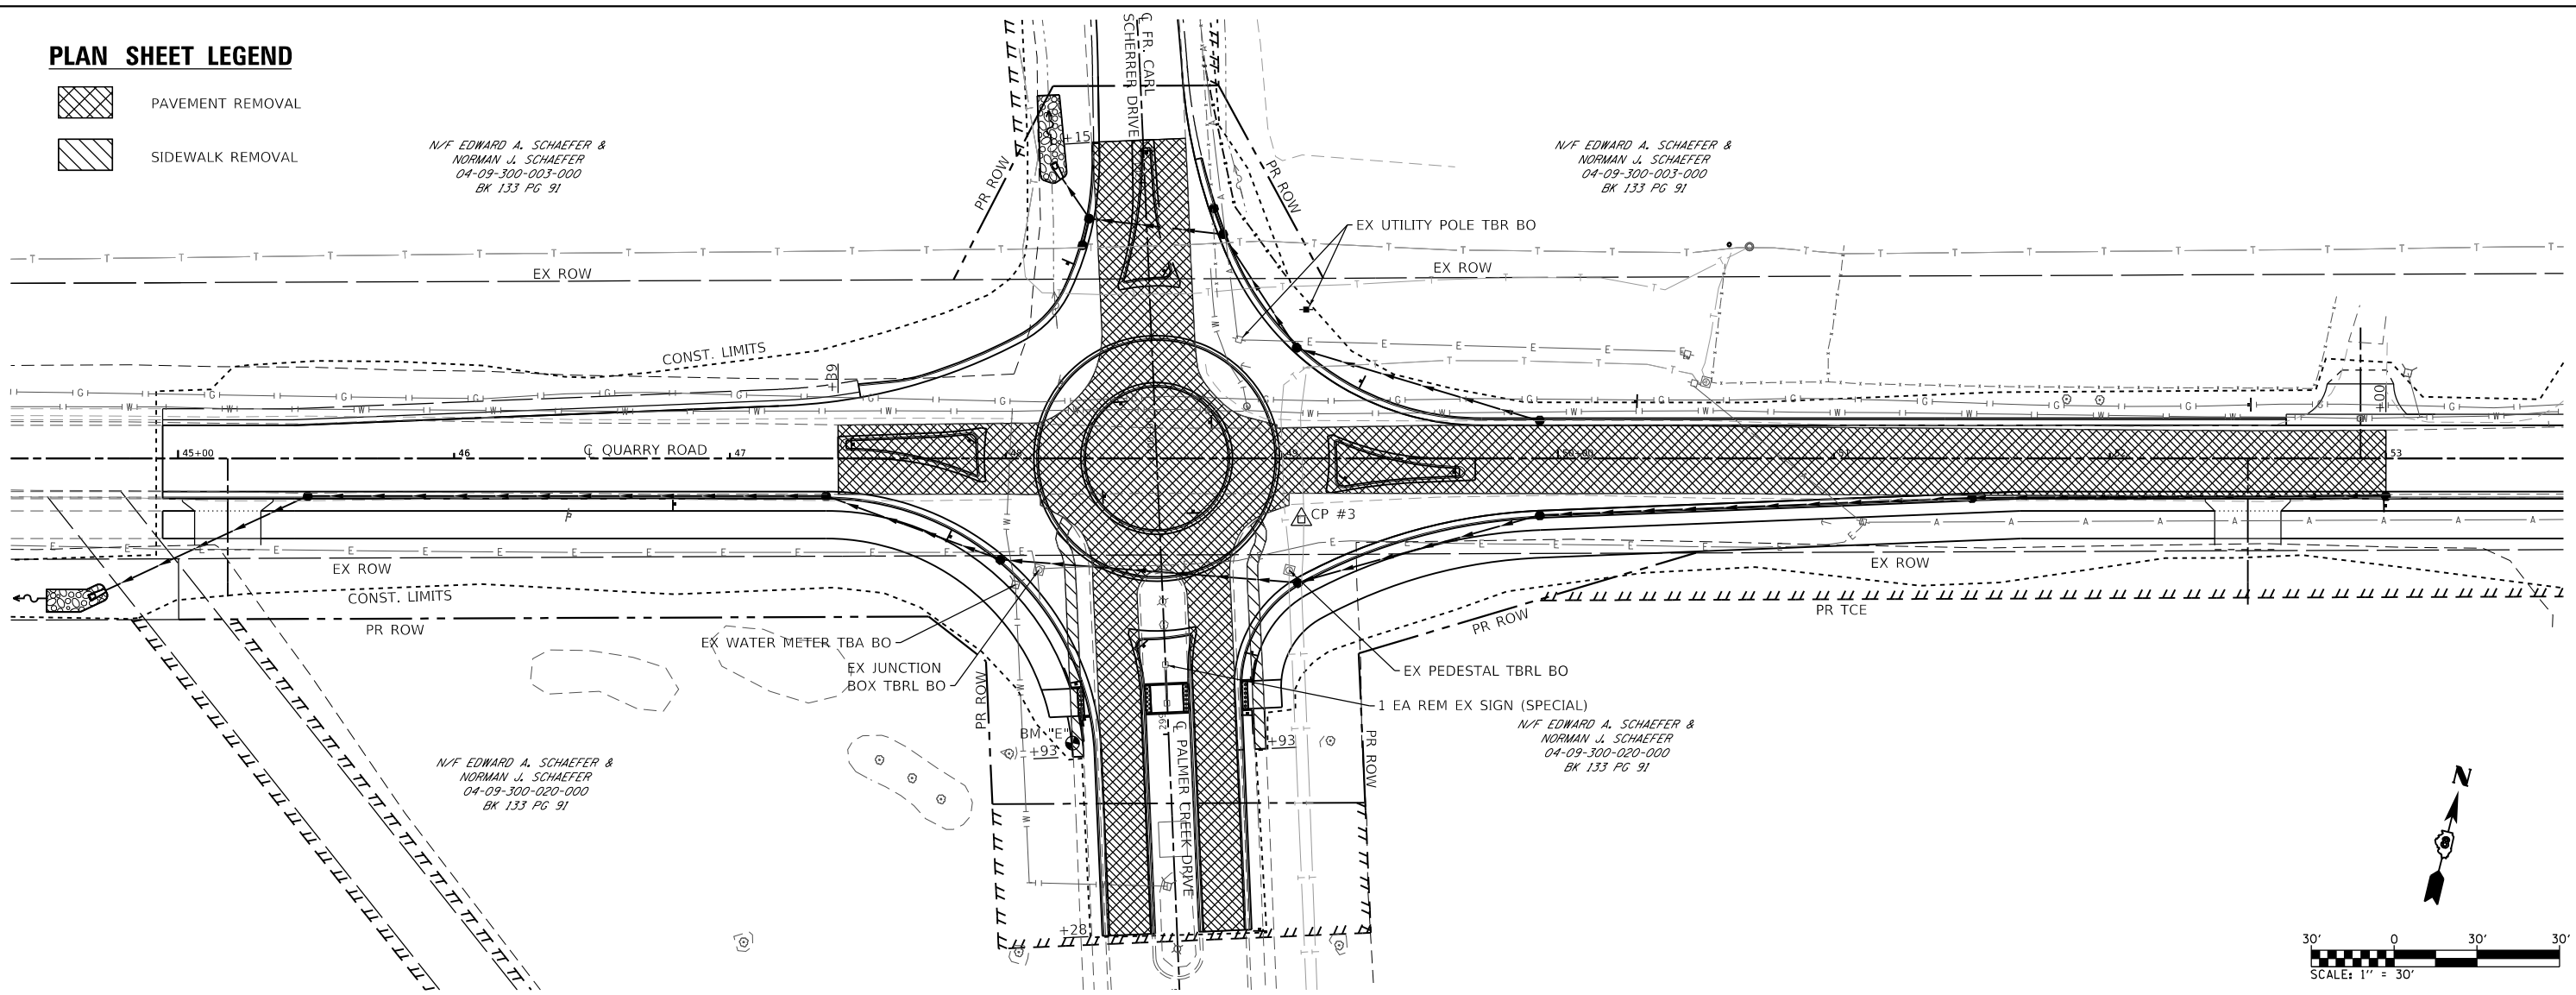 PLAN SHEET LEGEND
PAVEMENT REMOVAL
SIDEWALK REMOVAL
N/F EDWARD A. SCHAEFER &
NORMAN J. SCHAEFER
04-09-300-003-000
BK 133 PG 91
℄ FR. CARL
SCHERRER DRIVE
+15
PR ROW
PR ROW
N/F EDWARD A. SCHAEFER &
NORMAN J. SCHAEFER
04-09-300-003-000
BK 133 PG 91
EX UTILITY POLE TBR BO
EX ROW
EX ROW
CONST. LIMITS
+89
+00
℄ QUARRY ROAD
45+00
46
47
48
49
50+00
51
52
53
CP #3
EX ROW
EX ROW
CONST. LIMITS
PR ROW
PR ROW
PR TCE
EX WATER METER TBA BO
EX JUNCTION
BOX TBRL BO
EX PEDESTAL TBRL BO
1 EA REM EX SIGN (SPECIAL)
PR ROW
PR ROW
BM "E"
+93
+93
℄ PALMER CREEK DRIVE
N/F EDWARD A. SCHAEFER &
NORMAN J. SCHAEFER
04-09-300-020-000
BK 133 PG 91
N/F EDWARD A. SCHAEFER &
NORMAN J. SCHAEFER
04-09-300-020-000
BK 133 PG 91
+28
N
30' 0 30' 30'
SCALE: 1" = 30'